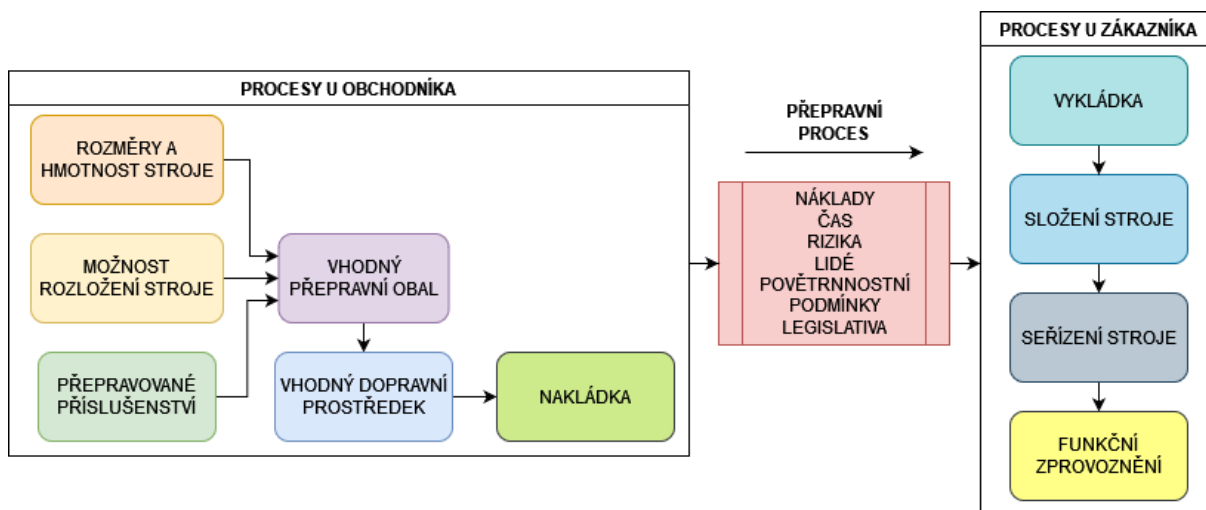 PROCESY U OBCHODNÍKA
ROZMĚRY A
HMOTNOST STROJE
MOŽNOST
ROZLOŽENÍ STROJE
PŘEPRAVOVANÉ
PŘÍSLUŠENSTVÍ
VHODNÝ
PŘEPRAVNÍ OBAL
VHODNÝ DOPRAVNÍ
PROSTŘEDEK
NAKLÁDKA
PŘEPRAVNÍ
PROCES
NÁKLADY
ČAS
RIZIKA
LIDÉ
POVĚTRNNOSTNÍ
PODMÍNKY
LEGISLATIVA
PROCESY U ZÁKAZNÍKA
VYKLÁDKA
SLOŽENÍ STROJE
SEŘÍZENÍ STROJE
FUNKČNÍ
ZPROVOZNĚNÍ